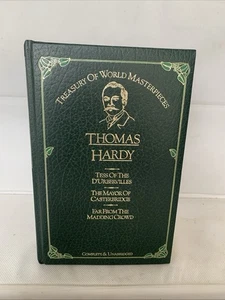 TREASURY OF WORLD MASTERPIECES
THOMAS
HARDY
TESS OF THE
D'URBERVILLES
THE MAYOR OF
CASTERBRIDGE
FAR FROM THE
MADDING CROWD
COMPLETE & UNABRIDGED